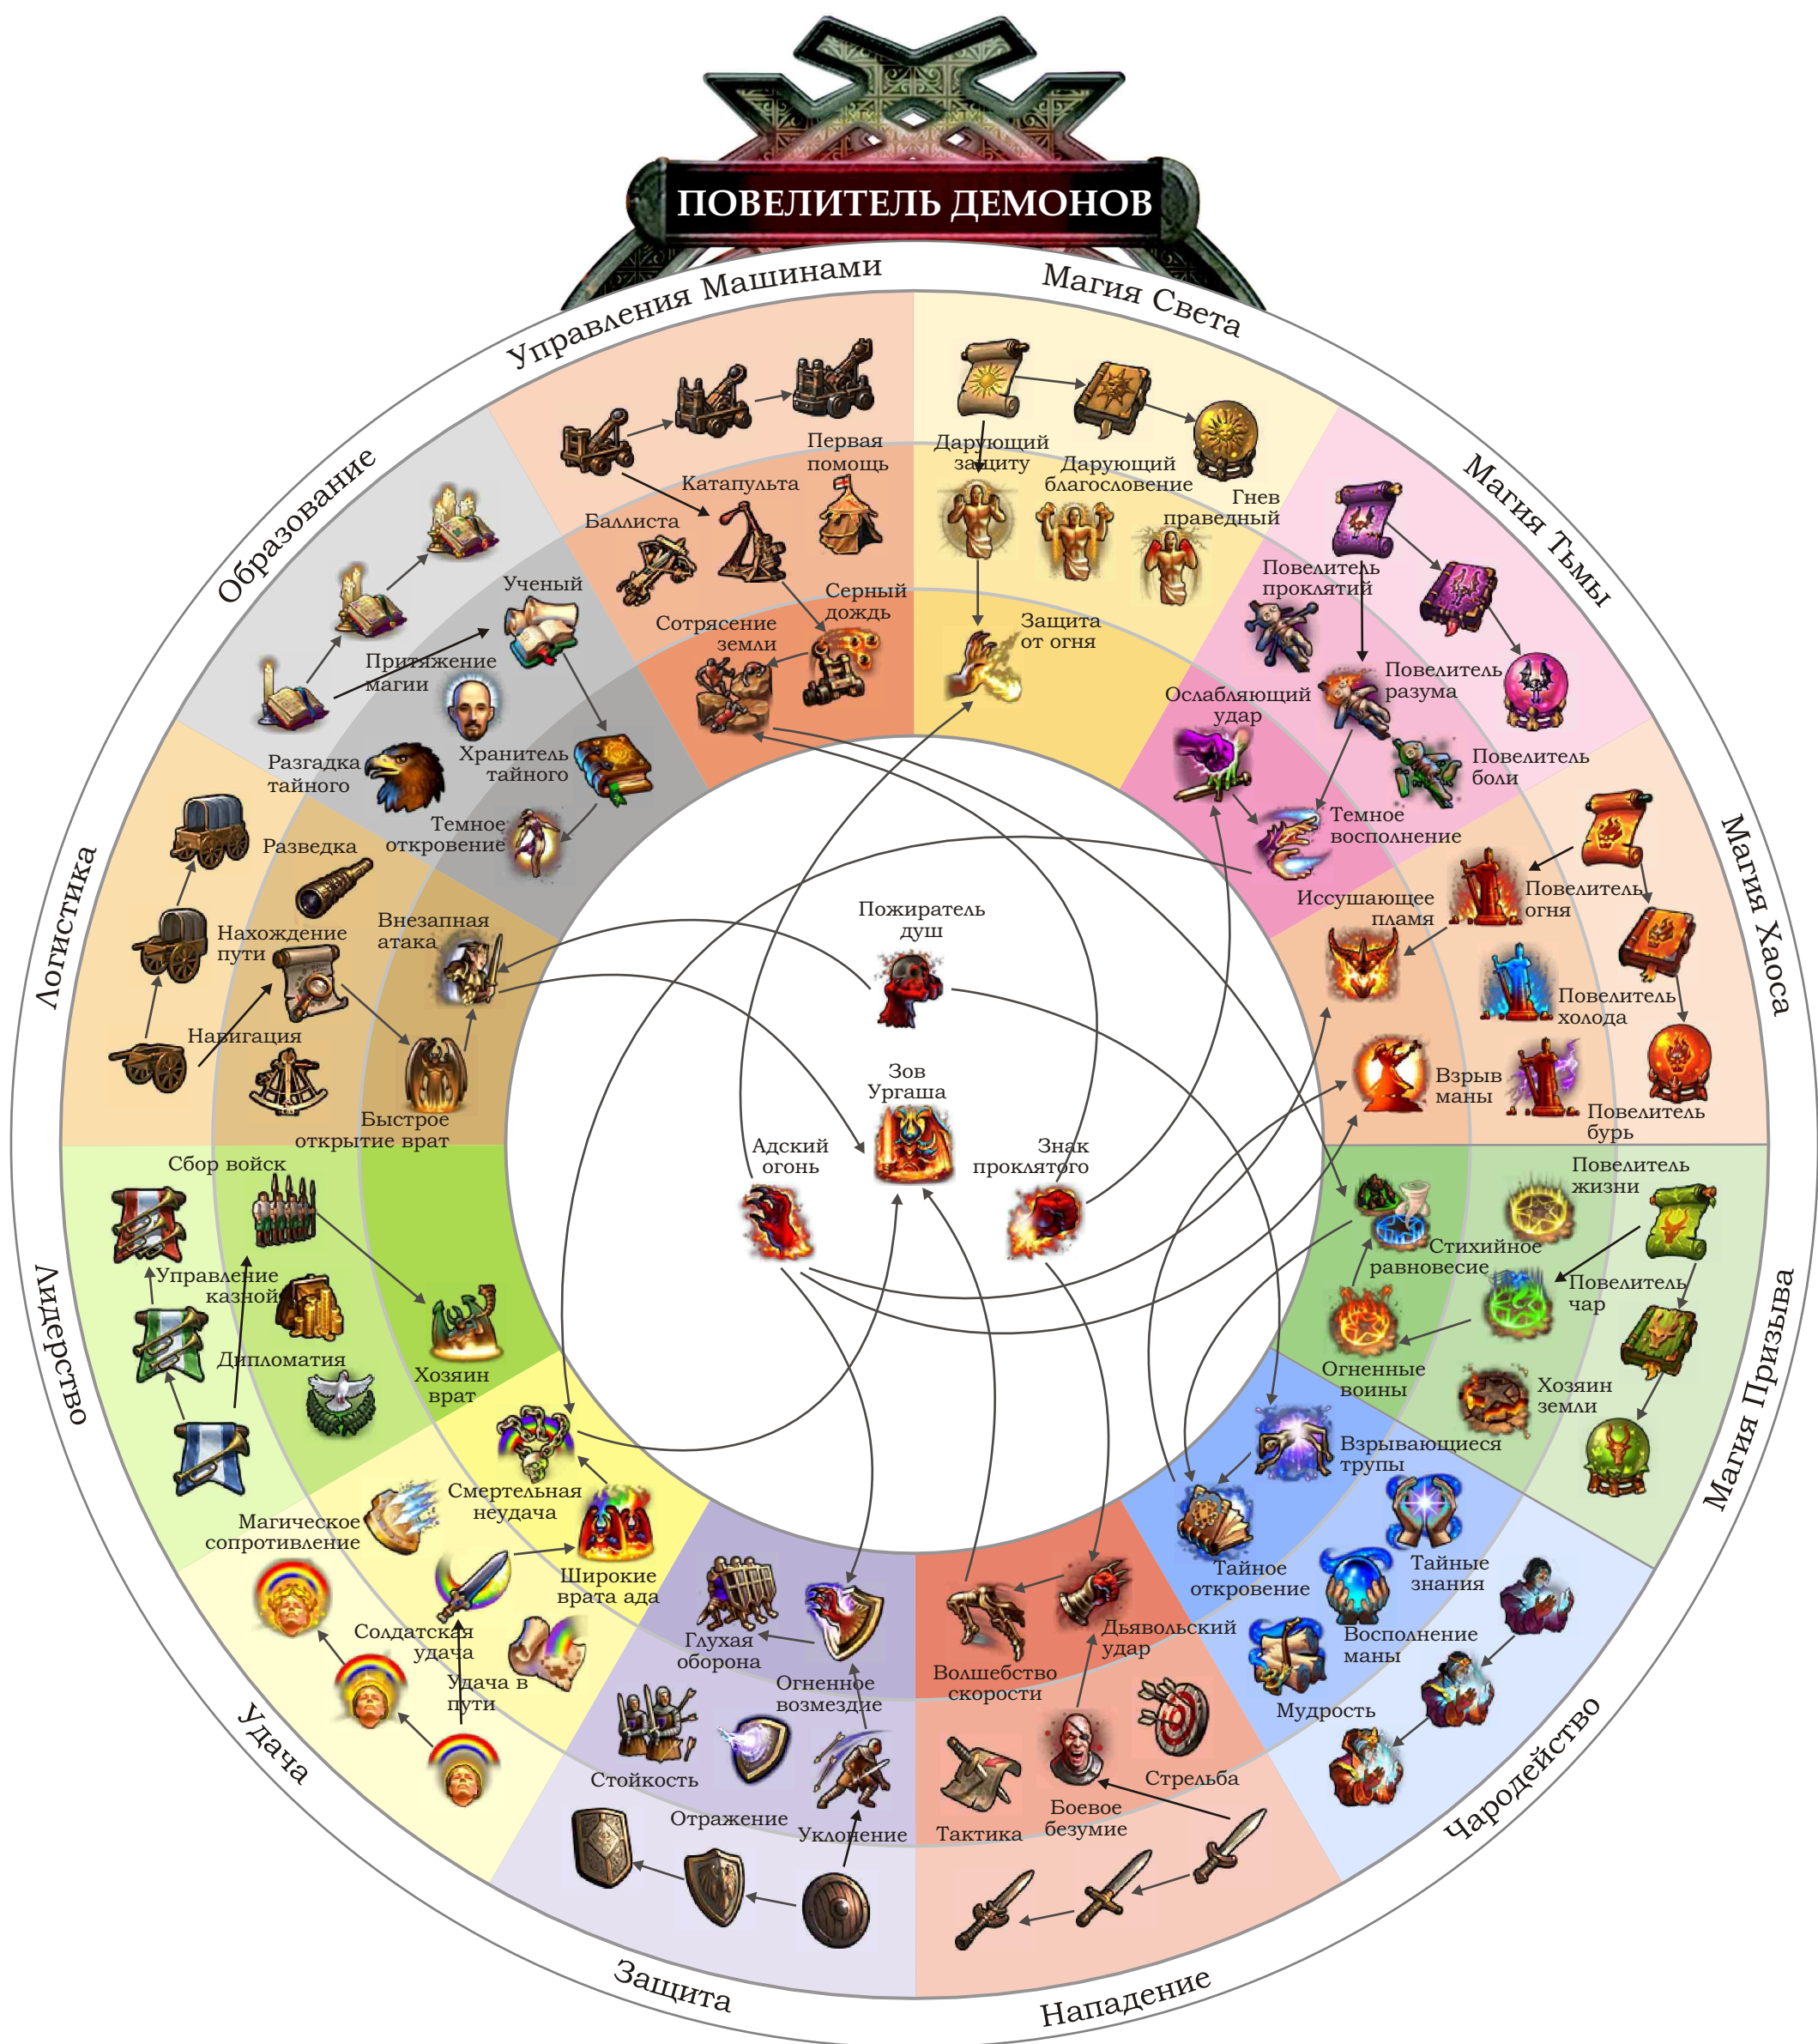 ПОВЕЛИТЕЛЬ ДЕМОНОВ
Управления Машинами
Магия Света
Магия Тьмы
Магия Хаоса
Магия Призыва
Чародейство
Нападение
Защита
Удача
Лидерство
Логистика
Образование
Первая
помощь
Катапульта
Баллиста
Серный
дождь
Сотрясение
земли
Дарующий
защиту
Дарующий
благословение
Гнев
праведный
Защита
от огня
Повелитель
проклятий
Повелитель
разума
Ослабляющий
удар
Повелитель
боли
Темное
восполнение
Повелитель
огня
Иссушающее
пламя
Повелитель
холода
Взрыв
маны
Повелитель
бурь
Повелитель
жизни
Стихийное
равновесие
Повелитель
чар
Огненные
воины
Хозяин
земли
Взрывающиеся
трупы
Тайное
откровение
Тайные
знания
Восполнение
маны
Мудрость
Дьявольский
удар
Волшебство
скорости
Стрельба
Боевое
безумие
Тактика
Глухая
оборона
Огненное
возмездие
Стойкость
Отражение
Уклонение
Смертельная
неудача
Магическое
сопротивление
Широкие
врата ада
Солдатская
удача
Удача в
пути
Сбор войск
Управление
казной
Дипломатия
Хозяин
врат
Разведка
Нахождение
пути
Навигация
Внезапная
атака
Быстрое
открытие врат
Ученый
Притяжение
магии
Разгадка
тайного
Хранитель
тайного
Темное
откровение
Пожиратель
душ
Зов
Ургаша
Адский
огонь
Знак
проклятого